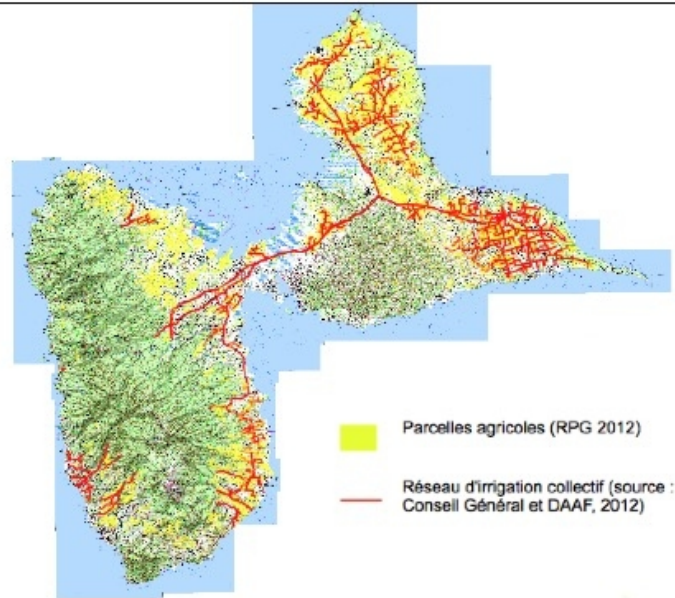 Parcelles agricoles (RPG 2012)
Réseau d'irrigation collectif (source :
Conseil Général et DAAF, 2012)